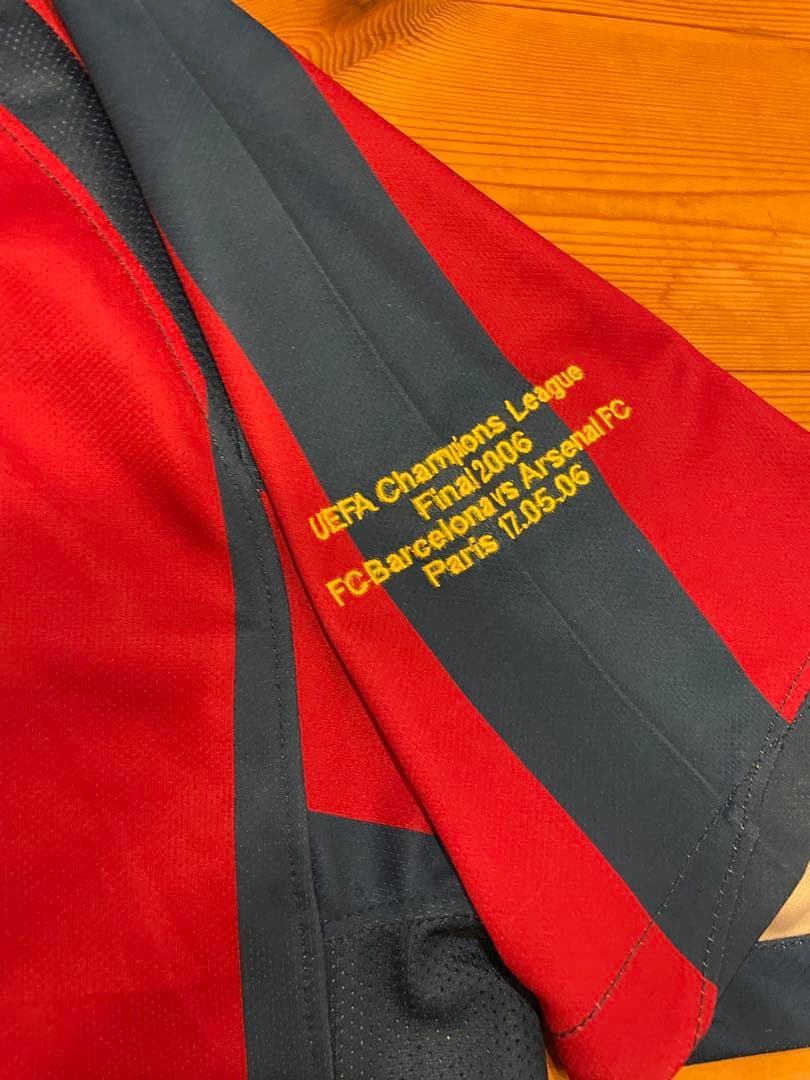 UEFA Champions League
Final 2006
FC Barcelona vs Arsenal FC
Paris 17.05.06